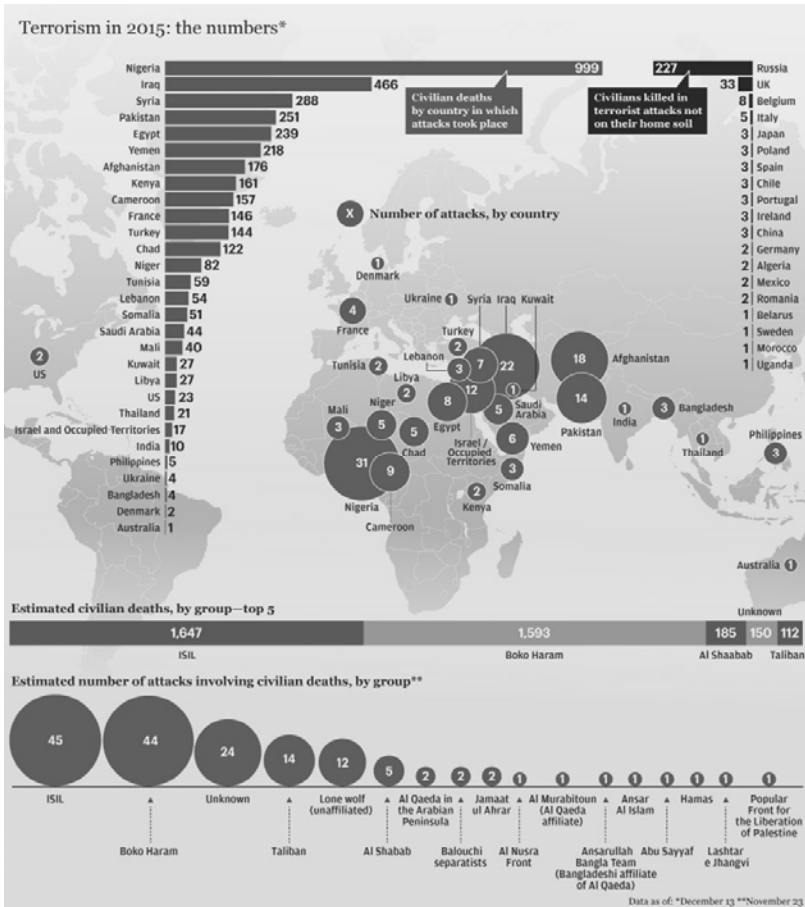 Terrorism in 2015: the numbers*
Nigeria 999
Iraq 466
Syria 288
Pakistan 251
Egypt 239
Yemen 218
Afghanistan 176
Kenya 161
Cameroon 157
France 146
Turkey 144
Chad 122
Niger 82
Tunisia 59
Lebanon 54
Somalia 51
Saudi Arabia 44
Mali 40
Kuwait 27
Libya 27
US 23
Thailand 21
Israel and Occupied Territories 17
India 10
Philippines 5
Ukraine 4
Bangladesh 4
Denmark 2
Australia 1
Civilian deaths
by country in which
attacks took place
Civilians killed in
terrorist attacks not
on their home soil
227 Russia
33 UK
8 Belgium
5 Italy
3 Japan
3 Poland
3 Spain
3 Chile
3 Portugal
3 Ireland
3 China
2 Germany
2 Algeria
2 Mexico
2 Romania
1 Belarus
1 Sweden
1 Morocco
1 Uganda
X Number of attacks, by country
2
US
1
Denmark
4
France
Ukraine 1
Syria
7
Iraq
22
Kuwait
1
Turkey
2
Lebanon
3
Tunisia 2
Libya
2
12
Israel /
Occupied
Territories
8
Egypt
5
Saudi
Arabia
18
Afghanistan
14
Pakistan
1
India
3
Bangladesh
1
Thailand
Philippines
3
Mali
3
Niger
5
5
Chad
6
Yemen
3
Somalia
31
Nigeria
9
Cameroon
2
Kenya
Australia 1
Estimated civilian deaths, by group—top 5
Unknown
1,647 1,593 185 150 112
ISIL Boko Haram Al Shaabab Taliban
Estimated number of attacks involving civilian deaths, by group**
45 44 24 14 12 5 2 2 2 1 1 1 1 1 1 1 1
ISIL
Boko Haram
Unknown
Taliban
Lone wolf
(unaffiliated)
Al Shabab
Al Qaeda in
the Arabian
Peninsula
Balouchi
separatists
Jamaat
ul Ahrar
Al Nusra
Front
Al Murabitoun
(Al Qaeda
affiliate)
Ansarullah
Bangla Team
(Bangladeshi affiliate
of Al Qaeda)
Ansar
Al Islam
Abu Sayyaf
Hamas
Lashtar
e Jhangvi
Popular
Front for
the Liberation
of Palestine
Data as of: *December 13 **November 23